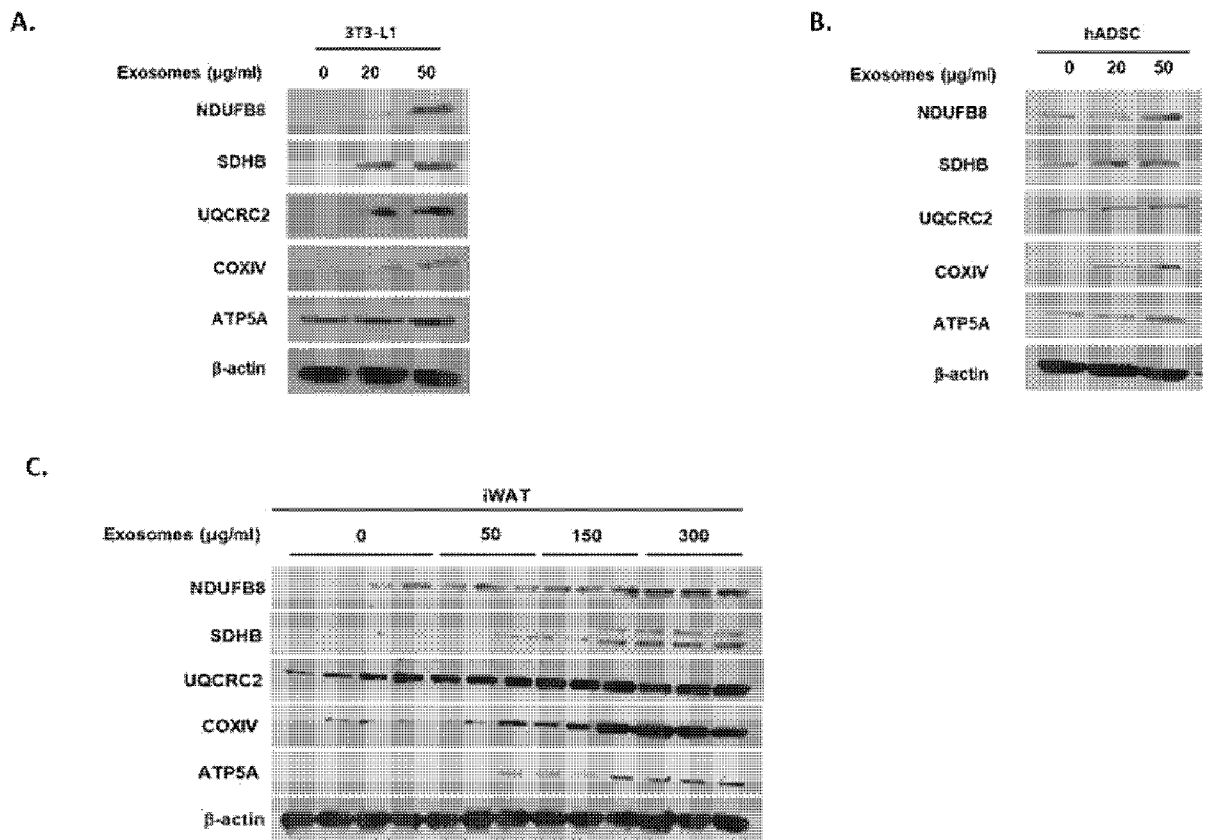 A.
3T3-L1
Exosomes (µg/ml) 0 20 50
NDUFB8
SDHB
UQCRC2
COXIV
ATP5A
β-actin
B.
hADSC
Exosomes (µg/ml) 0 20 50
NDUFB8
SDHB
UQCRC2
COXIV
ATP5A
β-actin
C.
iWAT
Exosomes (µg/ml) 0 50 150 300
NDUFB8
SDHB
UQCRC2
COXIV
ATP5A
β-actin